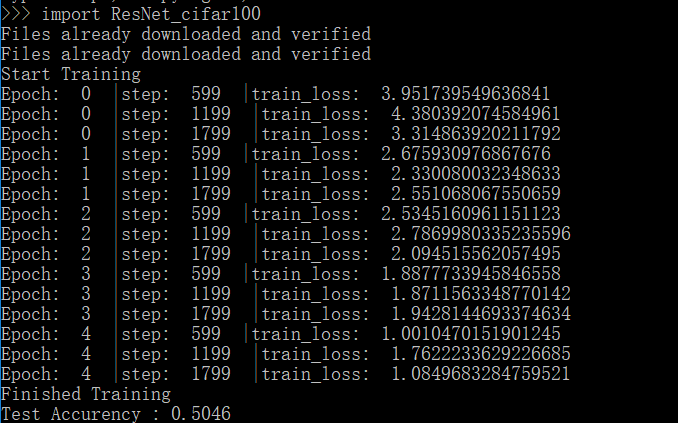 >>> import ResNet_cifar100
Files already downloaded and verified
Files already downloaded and verified
Start Training
Epoch:  0  |step:  599  |train_loss:  3.951739549636841
Epoch:  0  |step:  1199  |train_loss:  4.380392074584961
Epoch:  0  |step:  1799  |train_loss:  3.314863920211792
Epoch:  1  |step:  599  |train_loss:  2.675930976867676
Epoch:  1  |step:  1199  |train_loss:  2.330080032348633
Epoch:  1  |step:  1799  |train_loss:  2.551068067550659
Epoch:  2  |step:  599  |train_loss:  2.5345160961151123
Epoch:  2  |step:  1199  |train_loss:  2.7869980335235596
Epoch:  2  |step:  1799  |train_loss:  2.094515562057495
Epoch:  3  |step:  599  |train_loss:  1.8877733945846558
Epoch:  3  |step:  1199  |train_loss:  1.8711563348770142
Epoch:  3  |step:  1799  |train_loss:  1.9428144693374634
Epoch:  4  |step:  599  |train_loss:  1.0010470151901245
Epoch:  4  |step:  1199  |train_loss:  1.7622233629226685
Epoch:  4  |step:  1799  |train_loss:  1.0849683284759521
Finished Training
Test Accurency : 0.5046